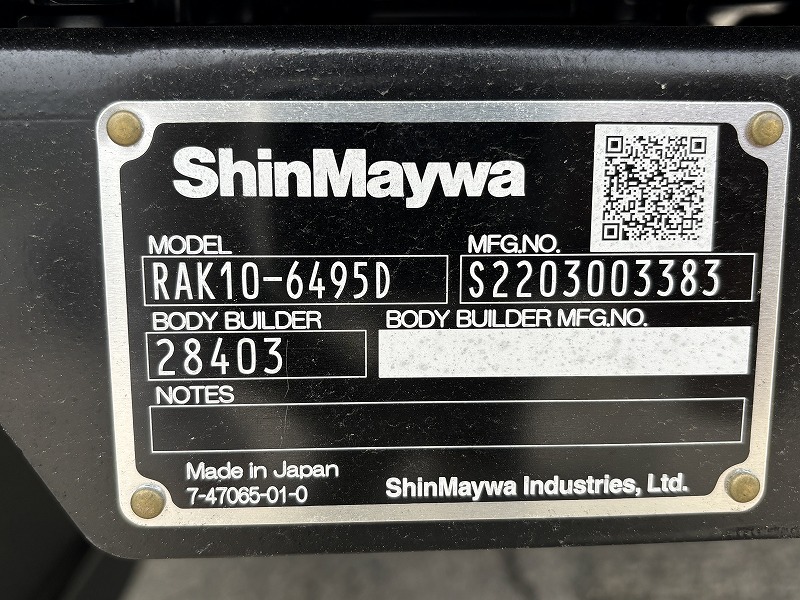 ShinMaywa
MODEL MFG.NO.
RAK10-6495D S2203003383
BODY BUILDER BODY BUILDER MFG.NO.
28403
NOTES
Made in Japan
7-47065-01-0 ShinMaywa Industries, Ltd.